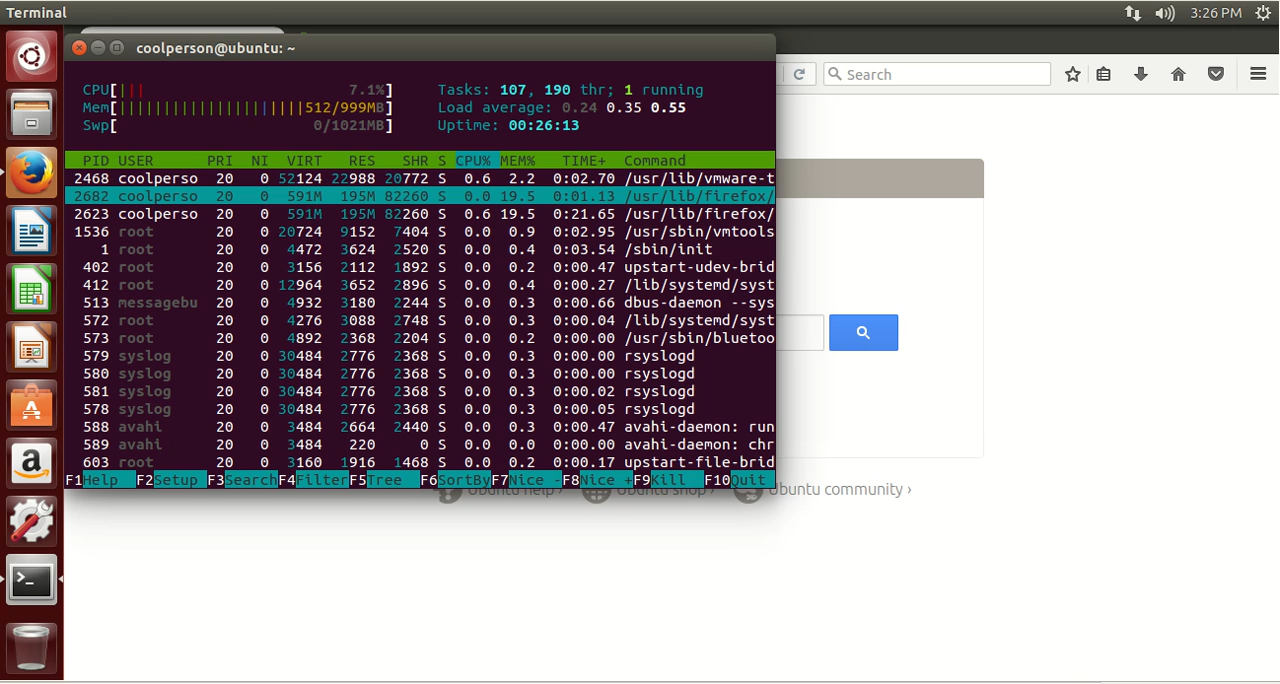 Terminal
3:26 PM
coolperson@ubuntu: ~
Search
CPU[||| 7.1%] Tasks: 107, 190 thr; 1 running
Mem[||||||||||||||||||||||512/999MB] Load average: 0.24 0.35 0.55
Swp[ 0/1021MB] Uptime: 00:26:13
PID USER PRI NI VIRT RES SHR S CPU% MEM% TIME+ Command
2468 coolperso 20 0 52124 22988 20772 S 0.6 2.2 0:02.70 /usr/lib/vmware-t
2682 coolperso 20 0 591M 195M 82260 S 0.0 19.5 0:01.13 /usr/lib/firefox/
2623 coolperso 20 0 591M 195M 82260 S 0.6 19.5 0:21.65 /usr/lib/firefox/
1536 root 20 0 20724 9152 7404 S 0.0 0.9 0:02.95 /usr/sbin/vmtools
1 root 20 0 4472 3624 2520 S 0.0 0.4 0:03.54 /sbin/init
402 root 20 0 3156 2112 1892 S 0.0 0.2 0:00.47 upstart-udev-brid
412 root 20 0 12964 3652 2896 S 0.0 0.4 0:00.27 /lib/systemd/syst
513 messagebu 20 0 4932 3180 2244 S 0.0 0.3 0:00.66 dbus-daemon --sys
572 root 20 0 4276 3088 2748 S 0.0 0.3 0:00.04 /lib/systemd/syst
573 root 20 0 4892 2368 2204 S 0.0 0.2 0:00.00 /usr/sbin/bluetoo
579 syslog 20 0 30484 2776 2368 S 0.0 0.3 0:00.00 rsyslogd
580 syslog 20 0 30484 2776 2368 S 0.0 0.3 0:00.00 rsyslogd
581 syslog 20 0 30484 2776 2368 S 0.0 0.3 0:00.02 rsyslogd
578 syslog 20 0 30484 2776 2368 S 0.0 0.3 0:00.05 rsyslogd
588 avahi 20 0 3484 2664 2440 S 0.0 0.3 0:00.47 avahi-daemon: run
589 avahi 20 0 3484 220 0 S 0.0 0.0 0:00.00 avahi-daemon: chr
603 root 20 0 3160 1916 1468 S 0.0 0.2 0:00.17 upstart-file-brid
F1Help F2Setup F3SearchF4FilterF5Tree F6SortByF7Nice -F8Nice +F9Kill F10Quit
Ubuntu help › Ubuntu shop › Ubuntu community ›